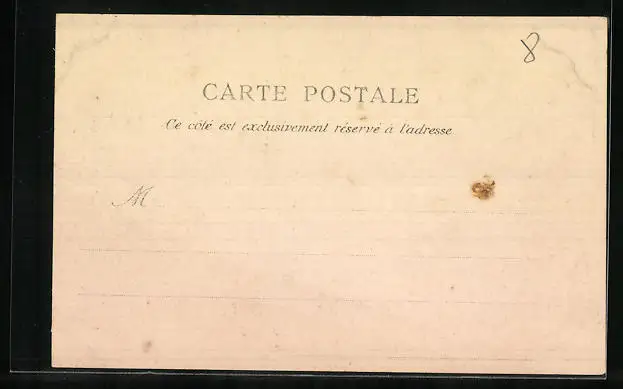 8
CARTE POSTALE
Ce côté est exclusivement réservé à l'adresse
M